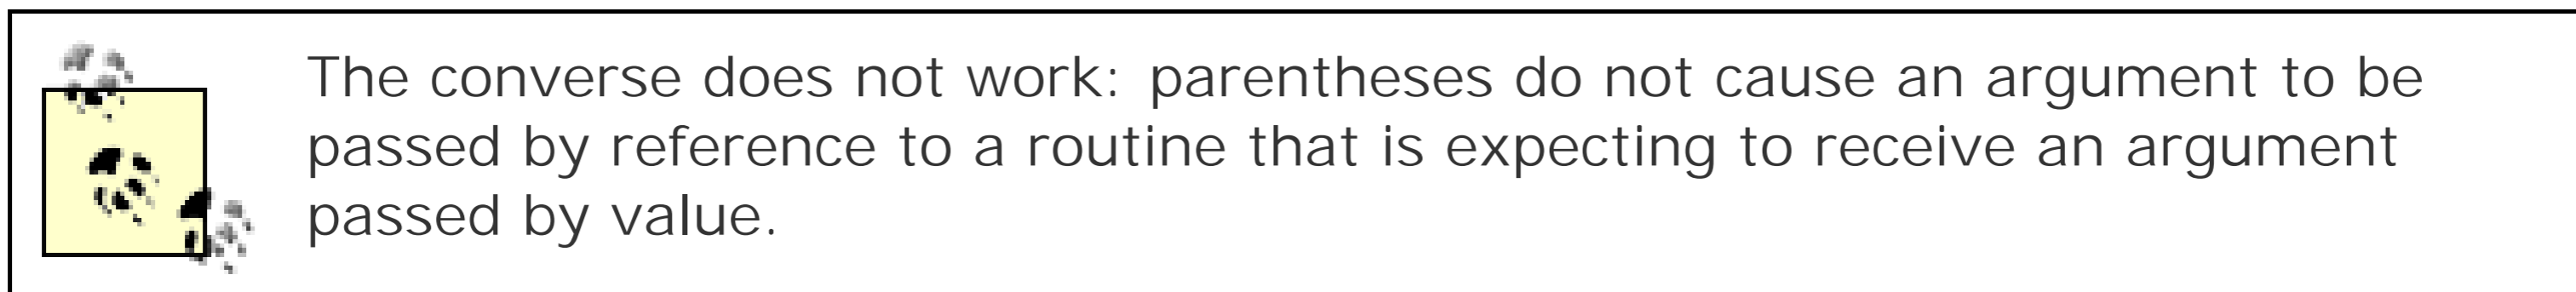 The converse does not work: parentheses do not cause an argument to be
passed by reference to a routine that is expecting to receive an argument
passed by value.